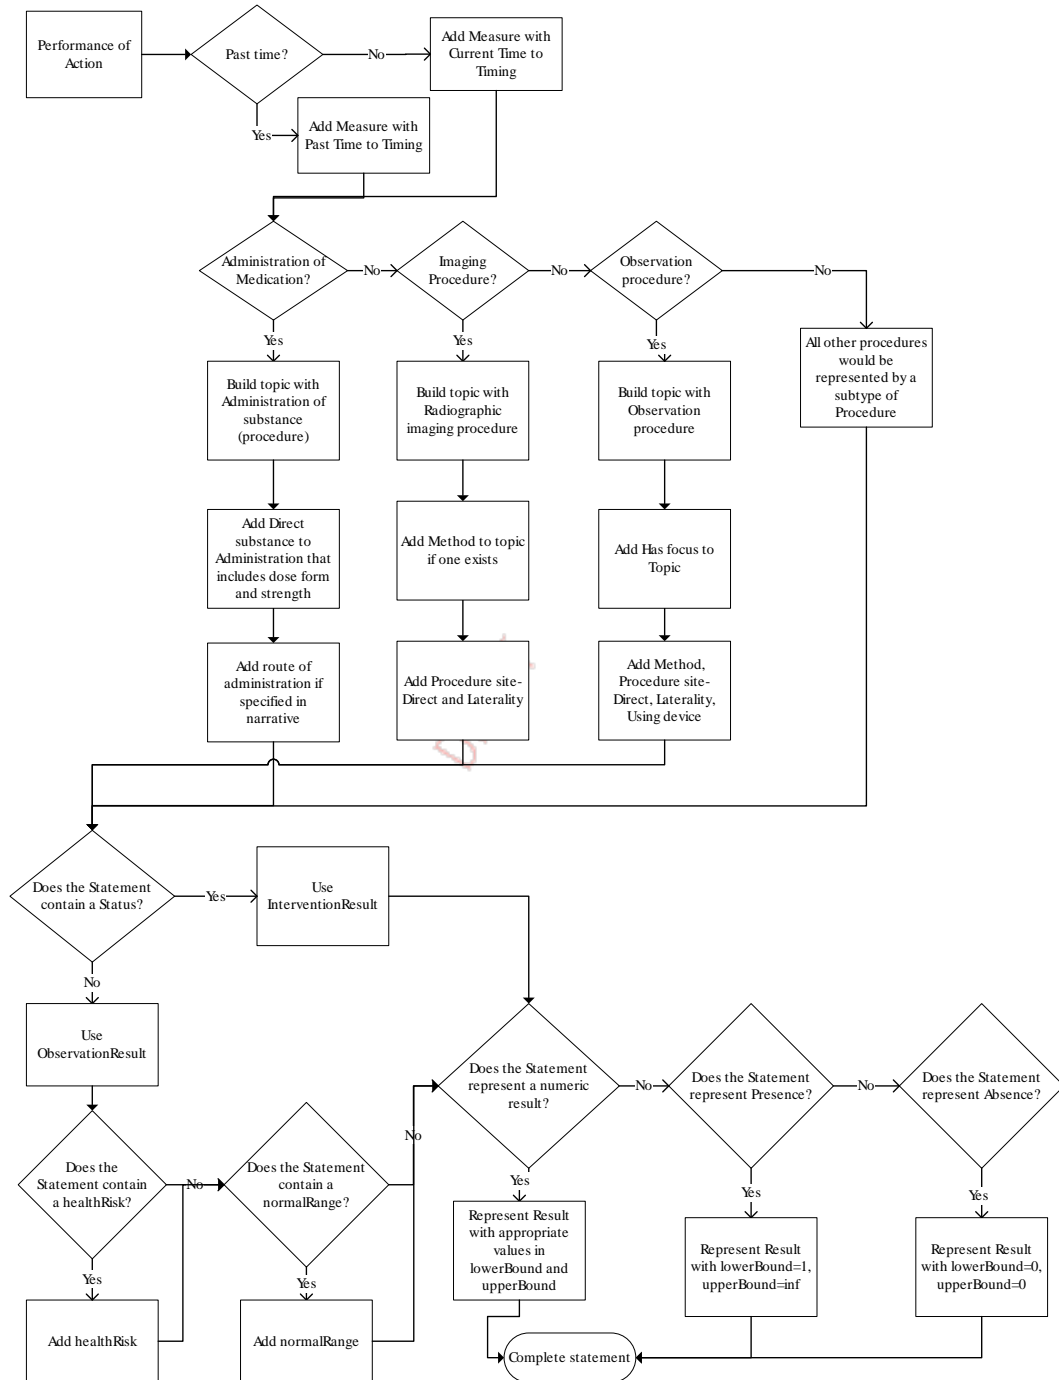 Performance of
Action
Past time?
No
Add Measure with
Current Time to
Timing
Yes
Add Measure with
Past Time to Timing
Administration of
Medication?
No
Imaging
Procedure?
No
Observation
procedure?
No
Yes
Yes
Yes
All other procedures
would be
represented by a
subtype of
Procedure
Build topic with
Administration of
substance
(procedure)
Build topic with
Radiographic
imaging procedure
Build topic with
Observation
procedure
Add Direct
substance to
Administration that
includes dose form
and strength
Add Method to topic
if one exists
Add Has focus to
Topic
Add route of
administration if
specified in
narrative
Add Procedure site-
Direct and Laterality
Add Method,
Procedure site-
Direct, Laterality,
Using device
Does the Statement
contain a Status?
Yes
Use
InterventionResult
No
Use
ObservationResult
Does the Statement
represent a numeric
result?
No
Does the Statement
represent Presence?
No
Does the Statement
represent Absence?
Does the
Statement contain
a healthRisk?
No
Does the Statement
contain a
normalRange?
No
Yes
Yes
Yes
Yes
Yes
Represent Result
with appropriate
values in
lowerBound and
upperBound
Represent Result
with lowerBound=1,
upperBound=inf
Represent Result
with lowerBound=0,
upperBound=0
Add healthRisk
Add normalRange
Complete statement